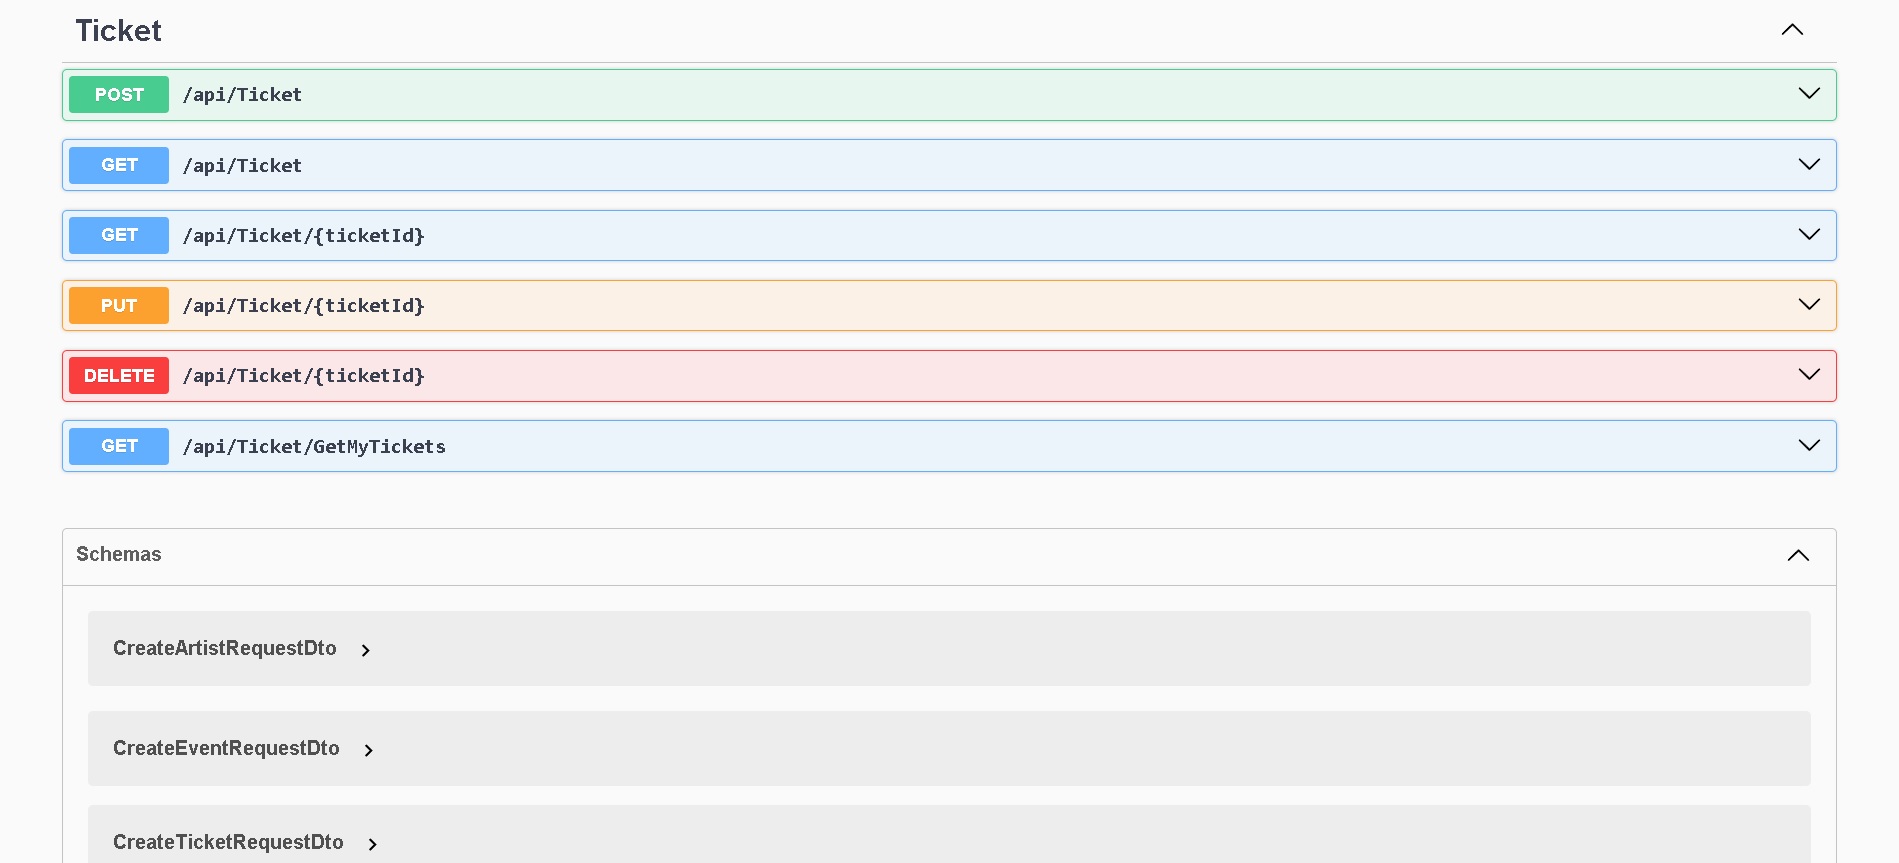 Ticket
POST /api/Ticket
GET /api/Ticket
GET /api/Ticket/{ticketId}
PUT /api/Ticket/{ticketId}
DELETE /api/Ticket/{ticketId}
GET /api/Ticket/GetMyTickets
Schemas
CreateArtistRequestDto
CreateEventRequestDto
CreateTicketRequestDto